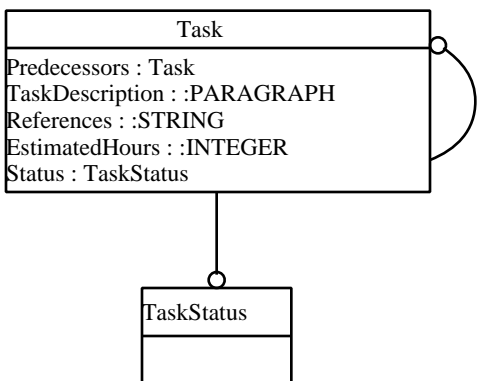 Task
Predecessors : Task
TaskDescription : :PARAGRAPH
References : :STRING
EstimatedHours : :INTEGER
Status : TaskStatus
TaskStatus